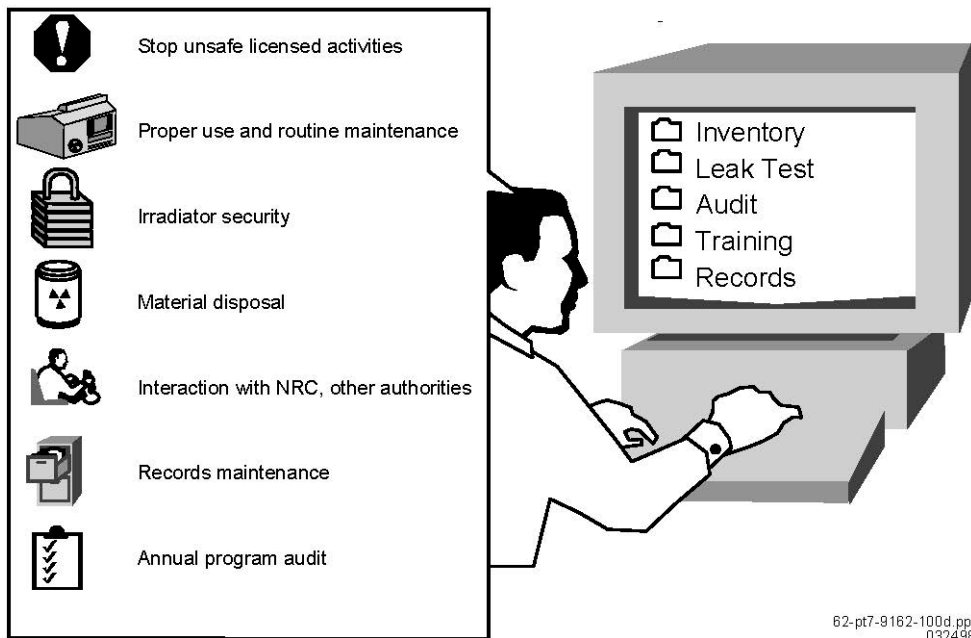 Stop unsafe licensed activities
Proper use and routine maintenance
Irradiator security
Material disposal
Interaction with NRC, other authorities
Records maintenance
Annual program audit
Inventory
Leak Test
Audit
Training
Records
62-pt7-9162-100d.pp
032498